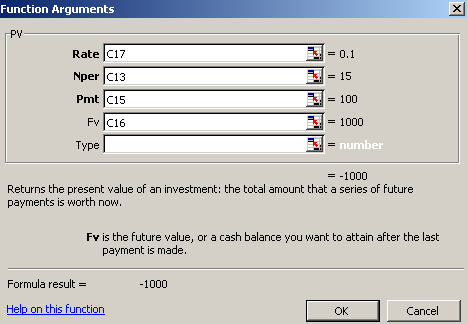 Function Arguments
PV
Rate C17 = 0.1
Nper C13 = 15
Pmt C15 = 100
Fv C16 = 1000
Type = number
= -1000
Returns the present value of an investment: the total amount that a series of future
payments is worth now.
Fv is the future value, or a cash balance you want to attain after the last
payment is made.
Formula result = -1000
Help on this function OK Cancel